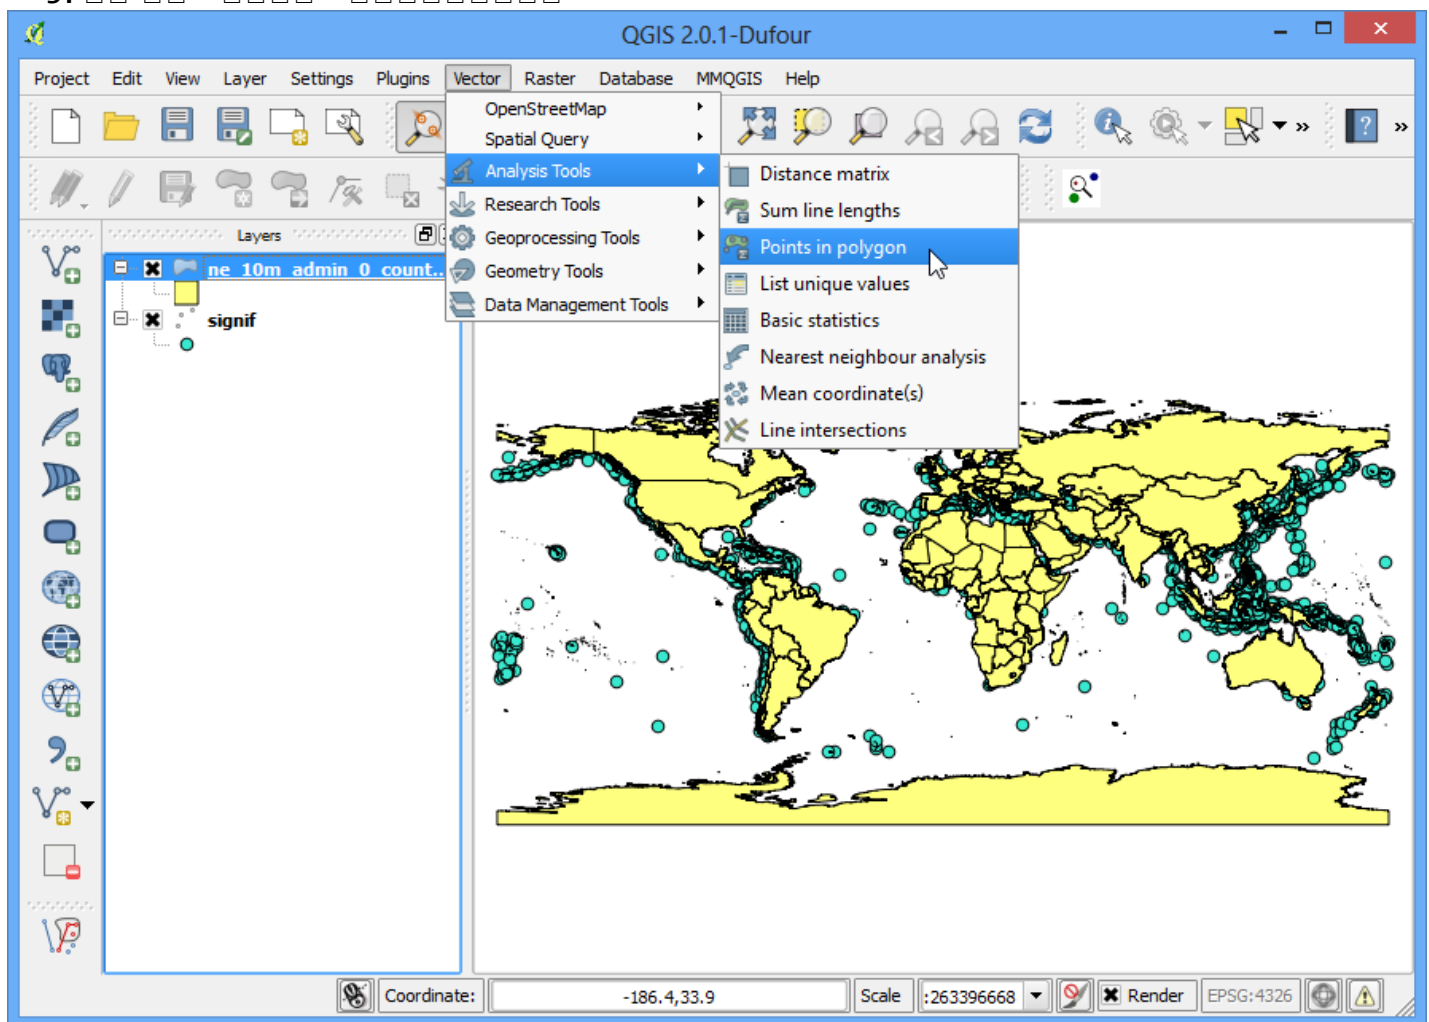 QGIS 2.0.1-Dufour
Project Edit View Layer Settings Plugins Vector Raster Database MMQGIS Help
OpenStreetMap
Spatial Query
Analysis Tools
Research Tools
Geoprocessing Tools
Geometry Tools
Data Management Tools
Distance matrix
Sum line lengths
Points in polygon
List unique values
Basic statistics
Nearest neighbour analysis
Mean coordinate(s)
Line intersections
Layers
ne_10m_admin_0_count..
signif
Coordinate: -186.4,33.9 Scale :263396668 Render EPSG:4326